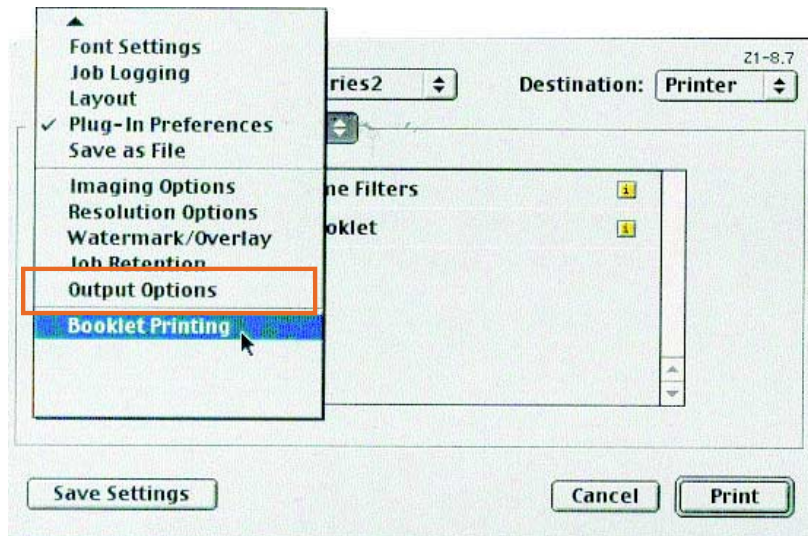 Z1-8.7
Font Settings
Job Logging
Layout
✓ Plug-In Preferences
Save as File
Imaging Options
Resolution Options
Watermark/Overlay
Job Retention
Output Options
Booklet Printing
ries2
Destination: Printer
ne Filters
oklet
Save Settings
Cancel
Print